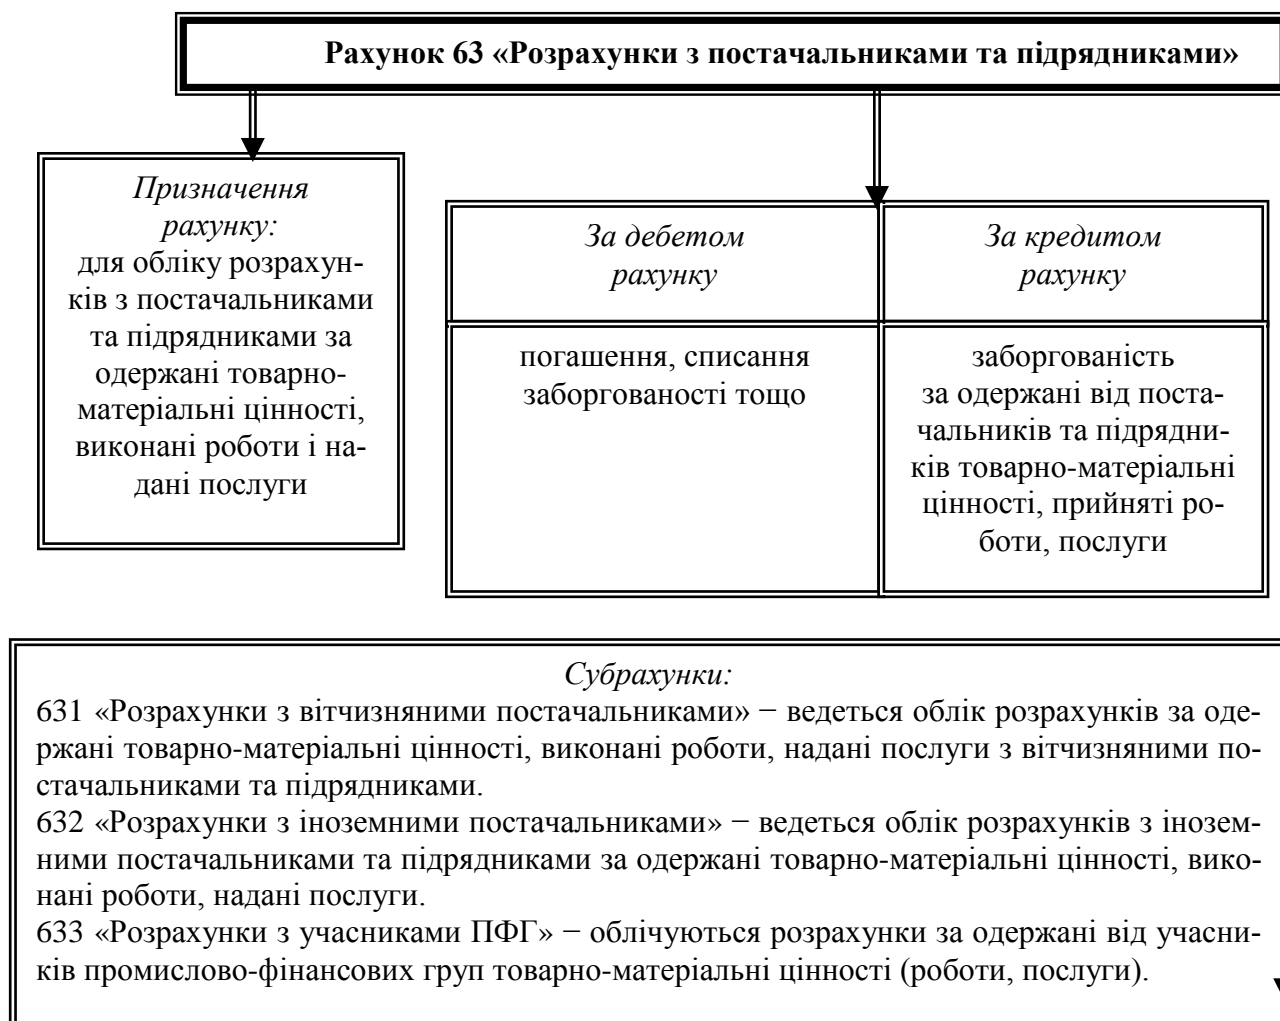 Рахунок 63 «Розрахунки з постачальниками та підрядниками»
Призначення
рахунку:
для обліку розрахун-
ків з постачальниками
та підрядниками за
одержані товарно-
матеріальні цінності,
виконані роботи і на-
дані послуги
За дебетом
рахунку
За кредитом
рахунку
погашення, списання
заборгованості тощо
заборгованість
за одержані від поста-
чальників та підрядни-
ків товарно-матеріальні
цінності, прийняті ро-
боти, послуги
Субрахунки:
631 «Розрахунки з вітчизняними постачальниками» − ведеться облік розрахунків за оде-
ржані товарно-матеріальні цінності, виконані роботи, надані послуги з вітчизняними по-
стачальниками та підрядниками.
632 «Розрахунки з іноземними постачальниками» − ведеться облік розрахунків з інозем-
ними постачальниками та підрядниками за одержані товарно-матеріальні цінності, вико-
нані роботи, надані послуги.
633 «Розрахунки з учасниками ПФГ» − облічуються розрахунки за одержані від учасни-
ків промислово-фінансових груп товарно-матеріальні цінності (роботи, послуги).